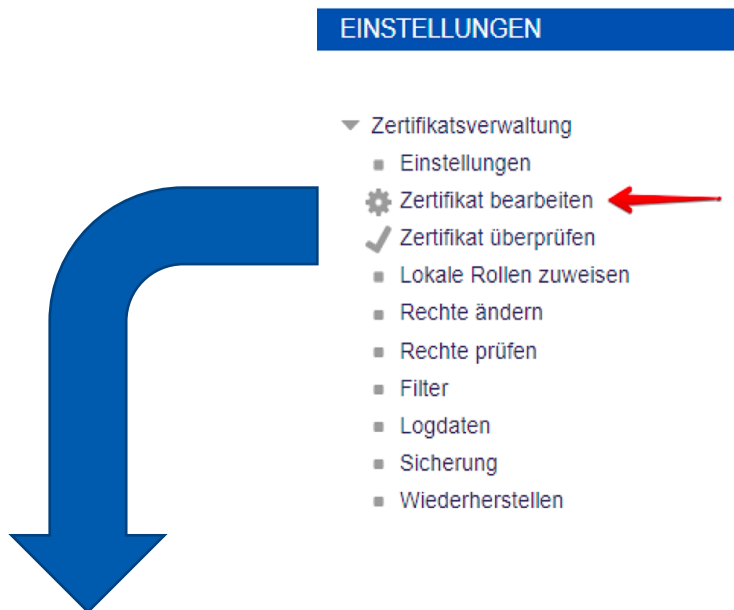 EINSTELLUNGEN
Zertifikatsverwaltung
Einstellungen
Zertifikat bearbeiten
Zertifikat überprüfen
Lokale Rollen zuweisen
Rechte ändern
Rechte prüfen
Filter
Logdaten
Sicherung
Wiederherstellen